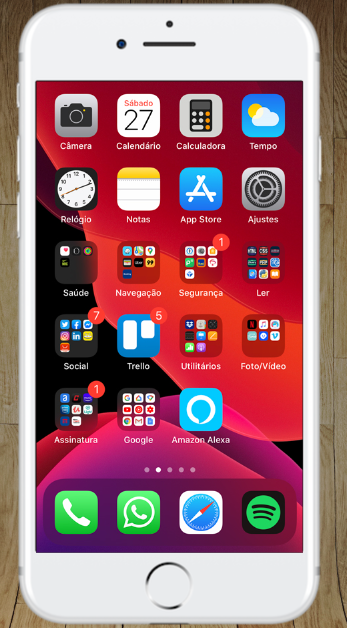 Sábado
27
Câmera
Calendário
Calculadora
Tempo
Relógio
Notas
App Store
Ajustes
1
Saúde
Navegação
Segurança
Ler
7
5
Social
Trello
Utilitários
Foto/Vídeo
1
Assinatura
Google
Amazon Alexa